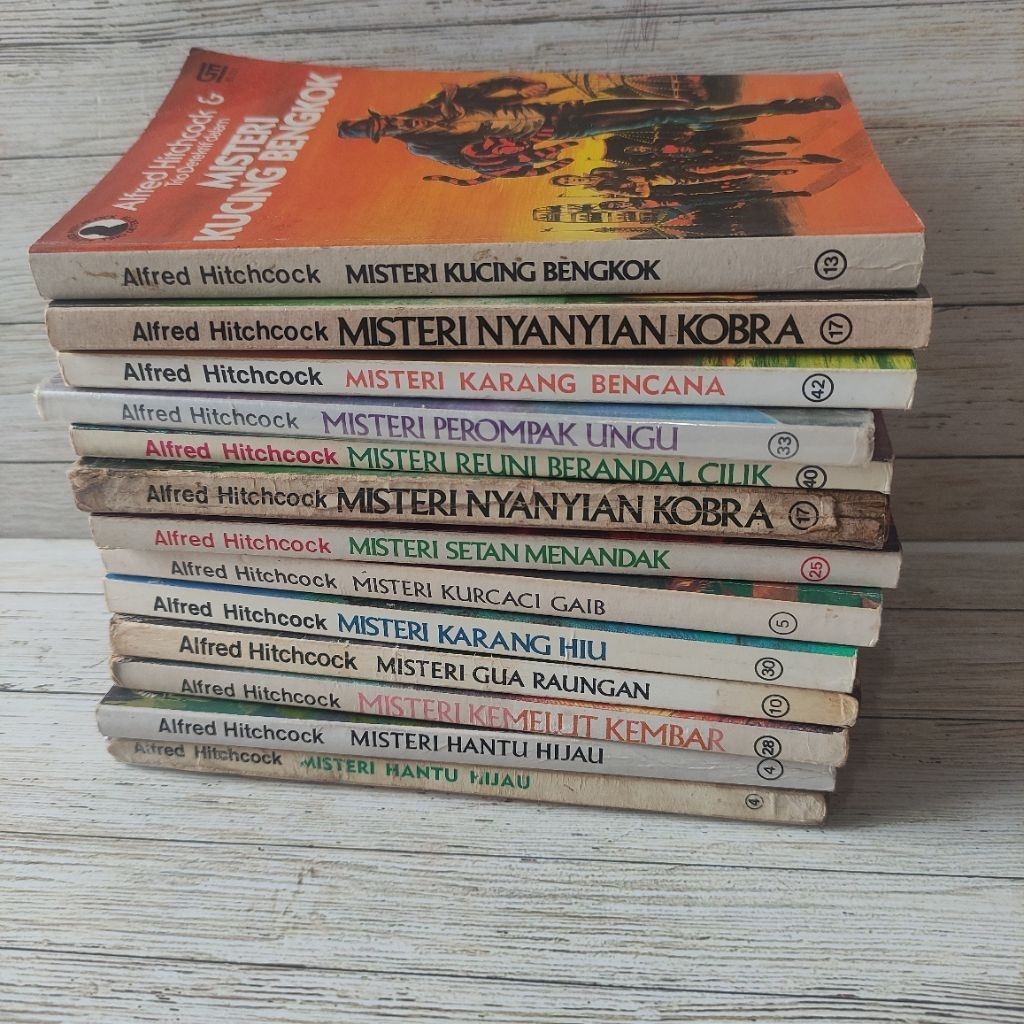 GM
Alfred Hitchcock &
Trio Detektif dalam
MISTERI
KUCING BENGKOK
Alfred Hitchcock MISTERI KUCING BENGKOK 13
Alfred Hitchcock MISTERI NYANYIAN KOBRA 17
Alfred Hitchcock MISTERI KARANG BENCANA 42
Alfred Hitchcock MISTERI PEROMPAK UNGU 33
Alfred Hitchcock MISTERI REUNI BERANDAL CILIK 40
Alfred Hitchcock MISTERI NYANYIAN KOBRA 17
Alfred Hitchcock MISTERI SETAN MENANDAK 25
Alfred Hitchcock MISTERI KURCACI GAIB 5
Alfred Hitchcock MISTERI KARANG HIU 30
Alfred Hitchcock MISTERI GUA RAUNGAN 10
Alfred Hitchcock MISTERI KEMELUT KEMBAR 28
Alfred Hitchcock MISTERI HANTU HIJAU 4
Alfred Hitchcock MISTERI HANTU HIJAU 4